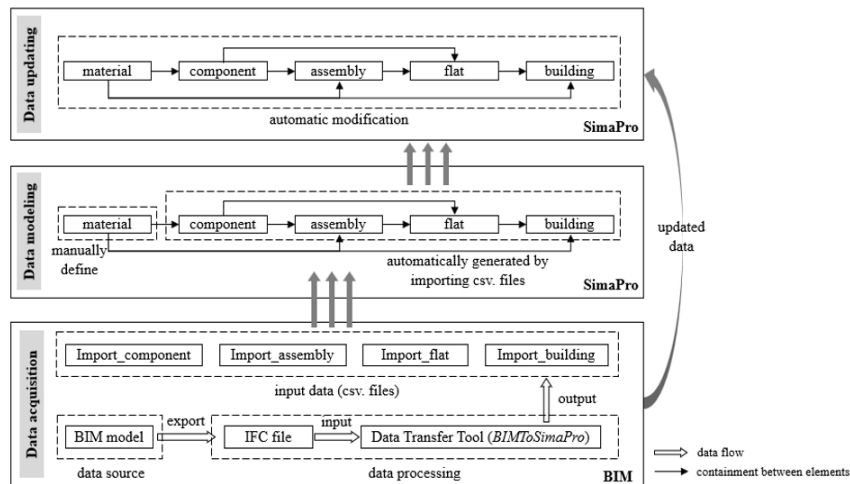 Data updating
material
component
assembly
flat
building
automatic modification
SimaPro
Data modeling
material
component
assembly
flat
building
manually
define
automatically generated by
importing csv. files
SimaPro
updated
data
Data acquisition
Import_component
Import_assembly
Import_flat
Import_building
input data (csv. files)
output
BIM model
export
IFC file
input
Data Transfer Tool (BIMToSimaPro)
data source
data processing
BIM
data flow
containment between elements